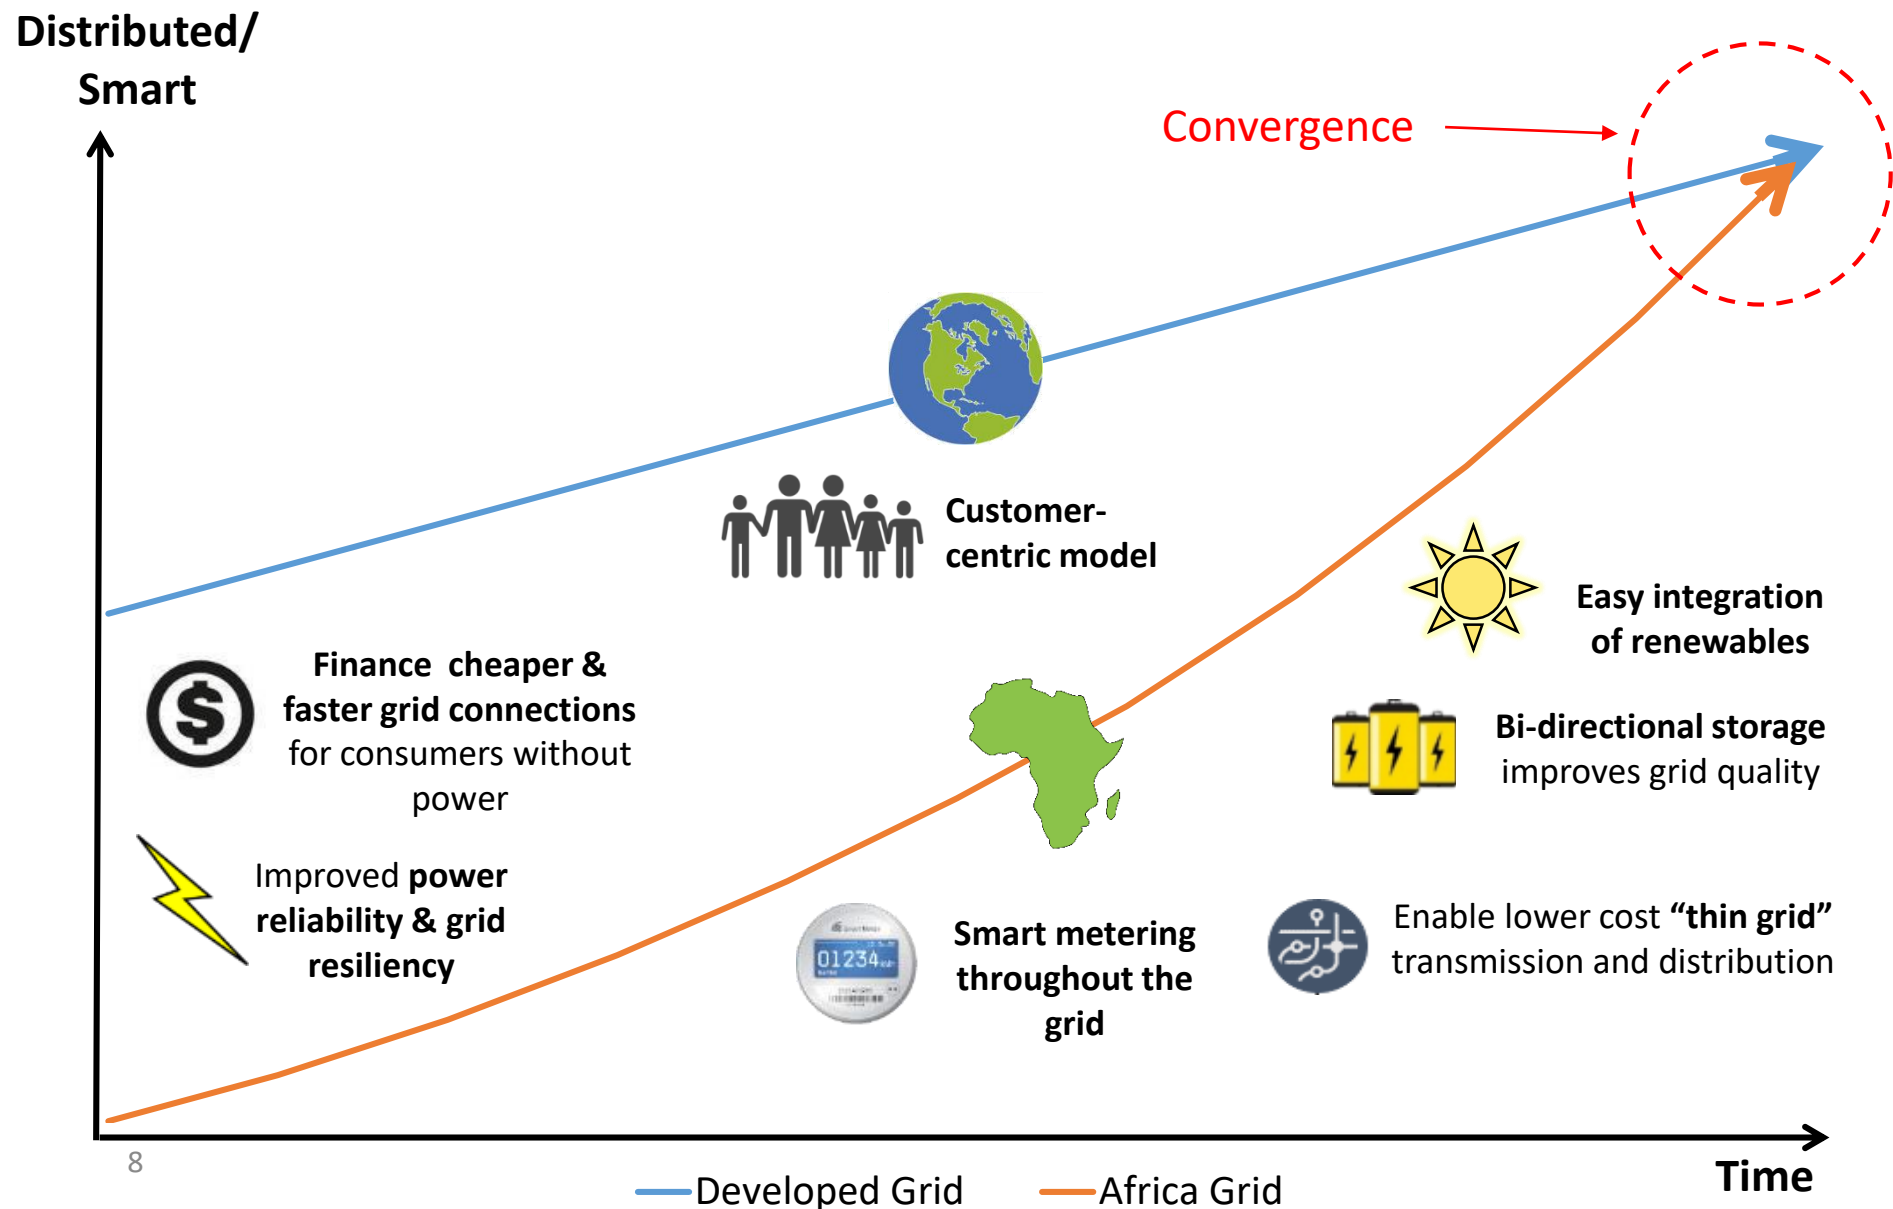 Distributed/
Smart
Convergence
Customer-
centric model
Easy integration
of renewables
Finance  cheaper &
faster grid connections
for consumers without
power
Bi-directional storage
improves grid quality
Improved power
reliability & grid
resiliency
01234
Smart metering
throughout the
grid
Enable lower cost “thin grid”
transmission and distribution
8
Time
Developed Grid
Africa Grid